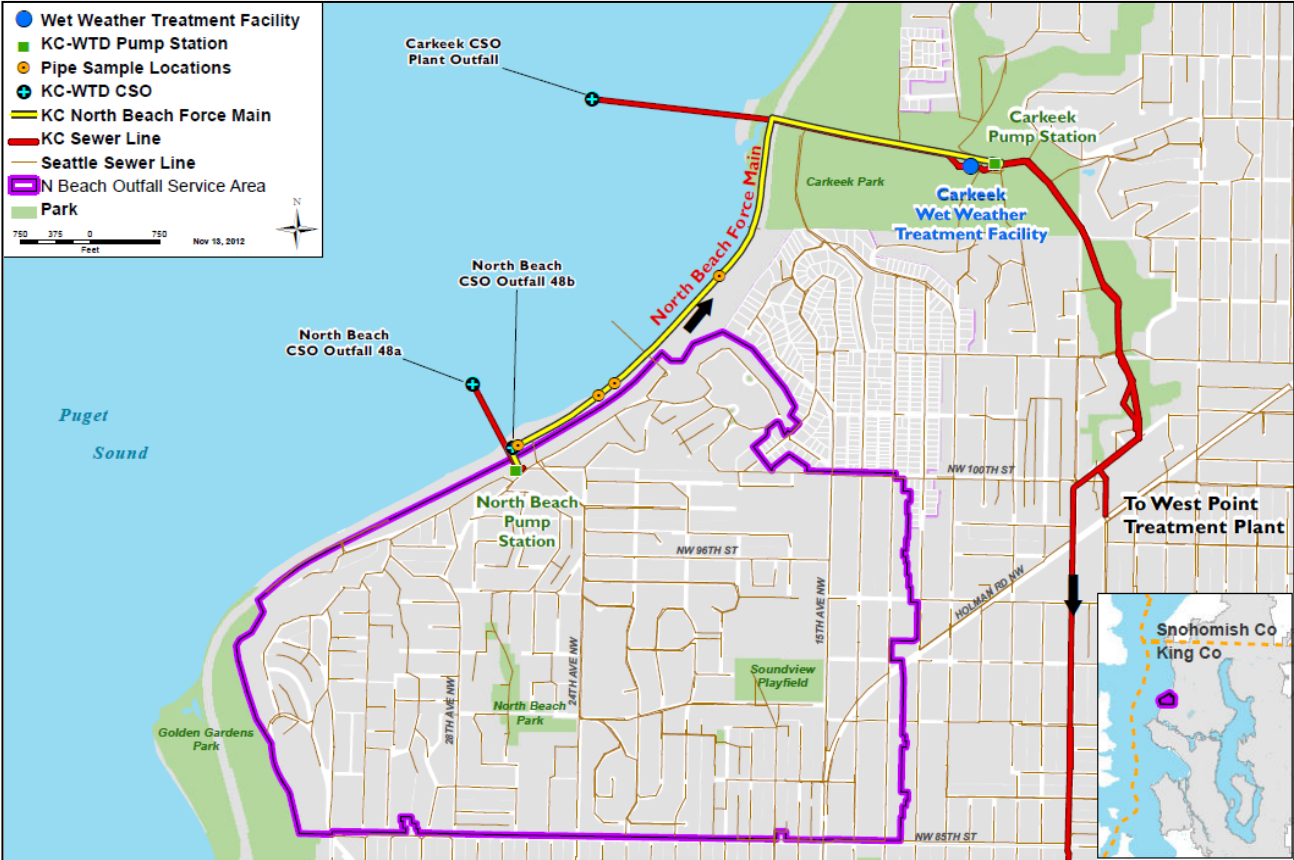 Wet Weather Treatment Facility
KC-WTD Pump Station
Pipe Sample Locations
KC-WTD CSO
KC North Beach Force Main
KC Sewer Line
Seattle Sewer Line
N Beach Outfall Service Area
Park
750 375 0 750
Feet
Nov 13, 2012
N
Carkeek CSO
Plant Outfall
Carkeek
Pump Station
Carkeek Park
Carkeek
Wet Weather
Treatment Facility
North Beach Force Main
North Beach
CSO Outfall 48b
North Beach
CSO Outfall 48a
Puget
Sound
North Beach
Pump
Station
NW 100TH ST
To West Point
Treatment Plant
NW 96TH ST
HOLMAN RD NW
15TH AVE NW
24TH AVE NW
28TH AVE NW
Soundview
Playfield
North Beach
Park
Golden Gardens
Park
NW 85TH ST
Snohomish Co
King Co